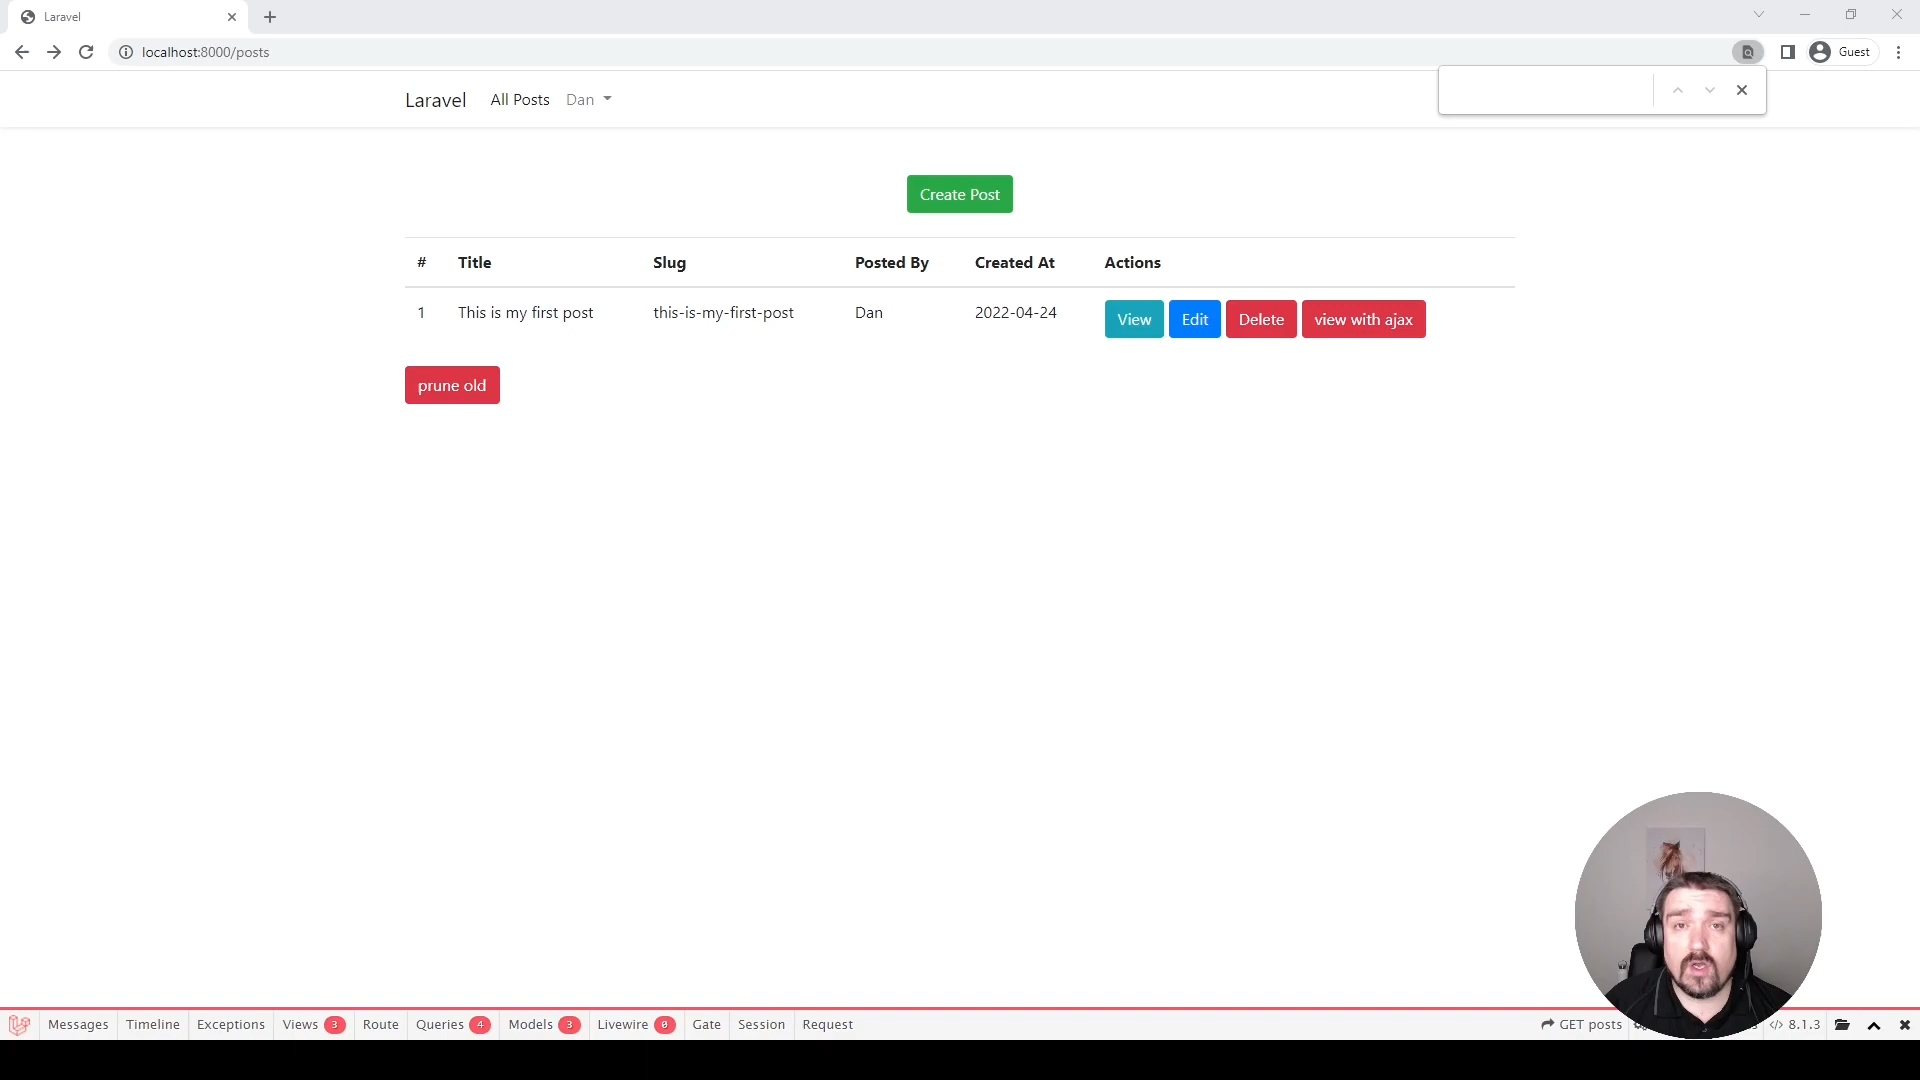 Laravel
localhost:8000/posts
Guest
Laravel All Posts Dan
Create Post
# Title Slug Posted By Created At Actions
1 This is my first post this-is-my-first-post Dan 2022-04-24 View Edit Delete view with ajax
prune old
Messages Timeline Exceptions Views 3 Route Queries 4 Models 3 Livewire 0 Gate Session Request GET posts 8.1.3